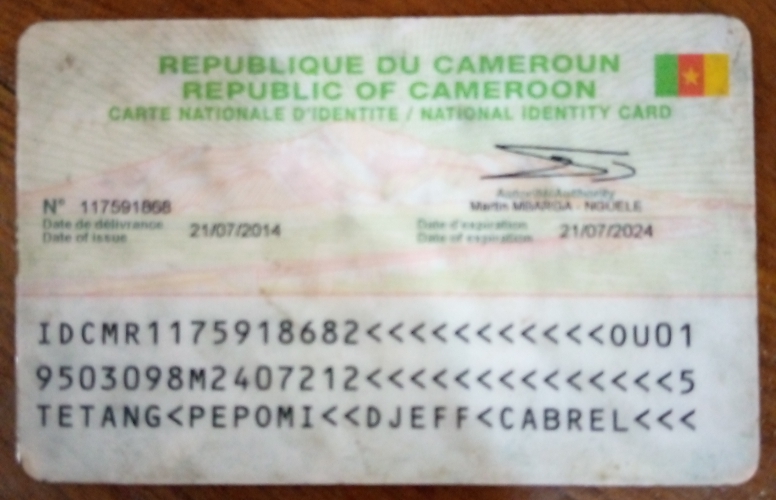 REPUBLIQUE DU CAMEROUN
REPUBLIC OF CAMEROON
CARTE NATIONALE D'IDENTITE / NATIONAL IDENTITY CARD
Autorité/Authority
Martin MBARGA - NGUELE
N° 117591868
Date de délivrance
Date of issue 21/07/2014
Date d'expiration
Date of expiration 21/07/2024
IDCMR1175918682<<<<<<<<<<<<OU01
9503098M2407212<<<<<<<<<<<<<<<5
TETANG<PEPOMI<<DJEFF<CABREL<<<